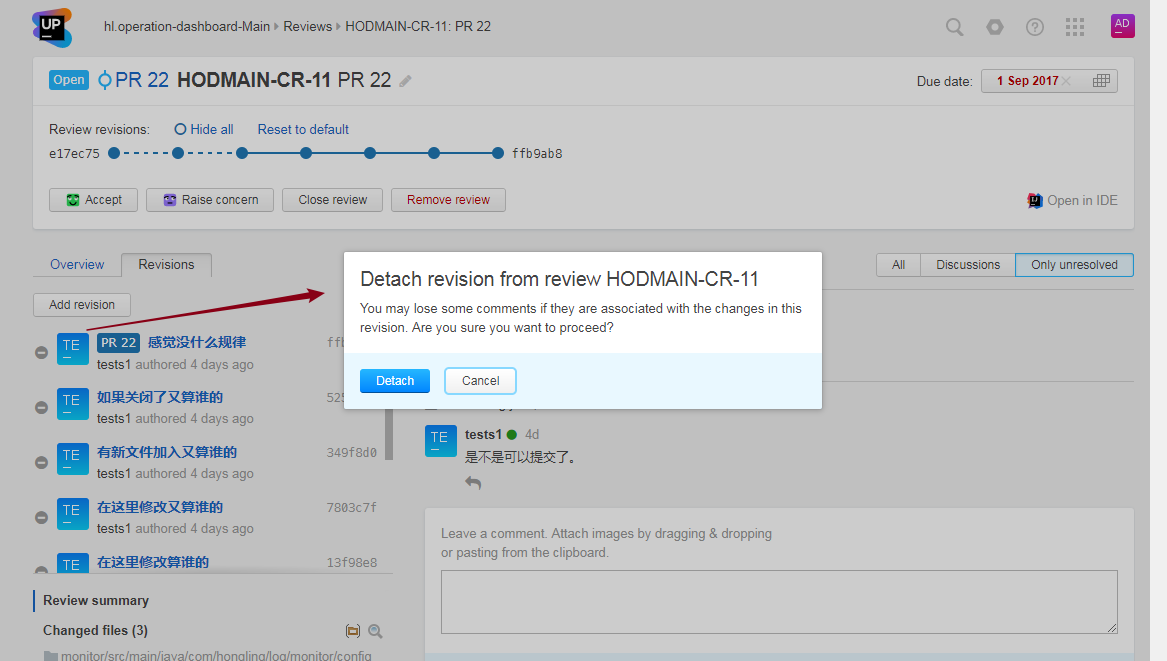 UP
hl.operation-dashboard-Main Reviews HODMAIN-CR-11: PR 22
AD
Open PR 22 HODMAIN-CR-11 PR 22
Due date: 1 Sep 2017
Review revisions: Hide all Reset to default
e17ec75 ffb9ab8
Accept Raise concern Close review Remove review
Open in IDE
Overview Revisions
All Discussions Only unresolved
Add revision
Detach revision from review HODMAIN-CR-11
You may lose some comments if they are associated with the changes in this
revision. Are you sure you want to proceed?
Detach Cancel
TE PR 22 感觉没什么规律
tests1 authored 4 days ago
TE 如果关闭了又算谁的
tests1 authored 4 days ago
TE 有新文件加入又算谁的 349f8d0
tests1 authored 4 days ago
TE 在这里修改又算谁的 7803c7f
tests1 authored 4 days ago
TE 在这里修改算谁的 13f98e8
TE tests1 4d
是不是可以提交了。
Leave a comment. Attach images by dragging & dropping
or pasting from the clipboard.
Review summary
Changed files (3)
monitor/src/main/java/com/hongling/log/monitor/config